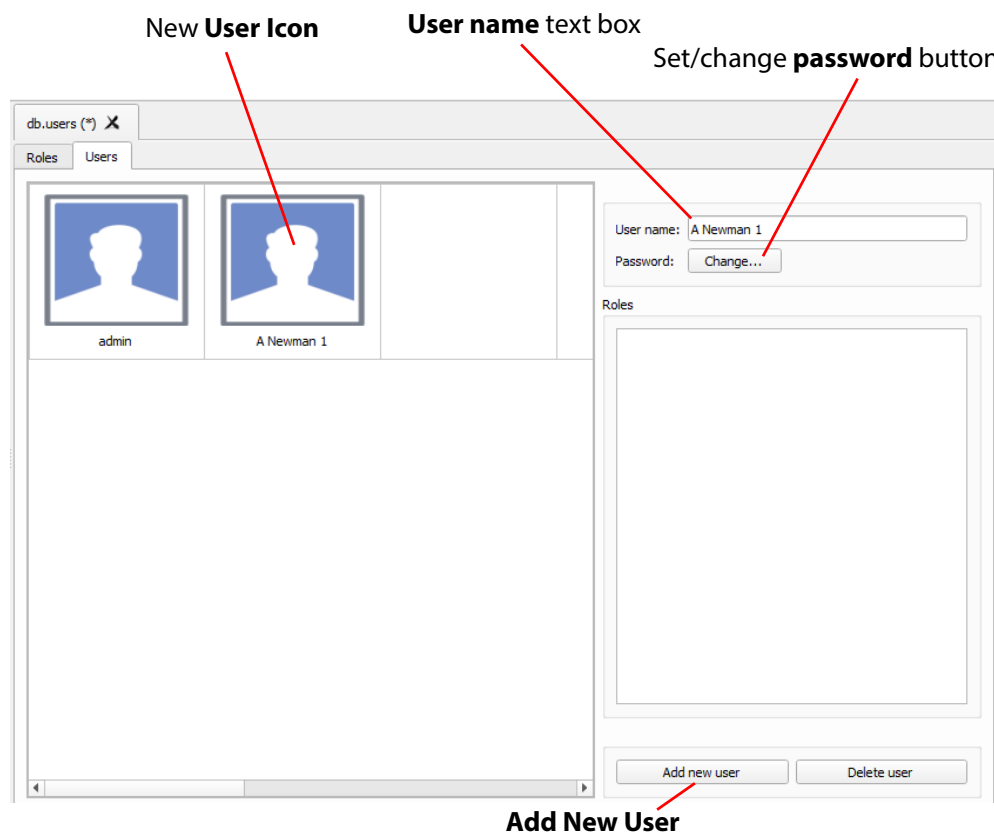 New User Icon
User name text box
Set/change password button
db.users (*)
Roles
Users
User name: A Newman 1
Password: Change...
Roles
admin
A Newman 1
Add new user
Delete user
Add New User